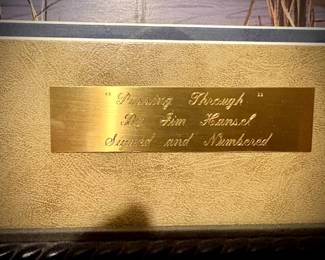 "Passing Through"
By Jim Hansel
Signed and Numbered